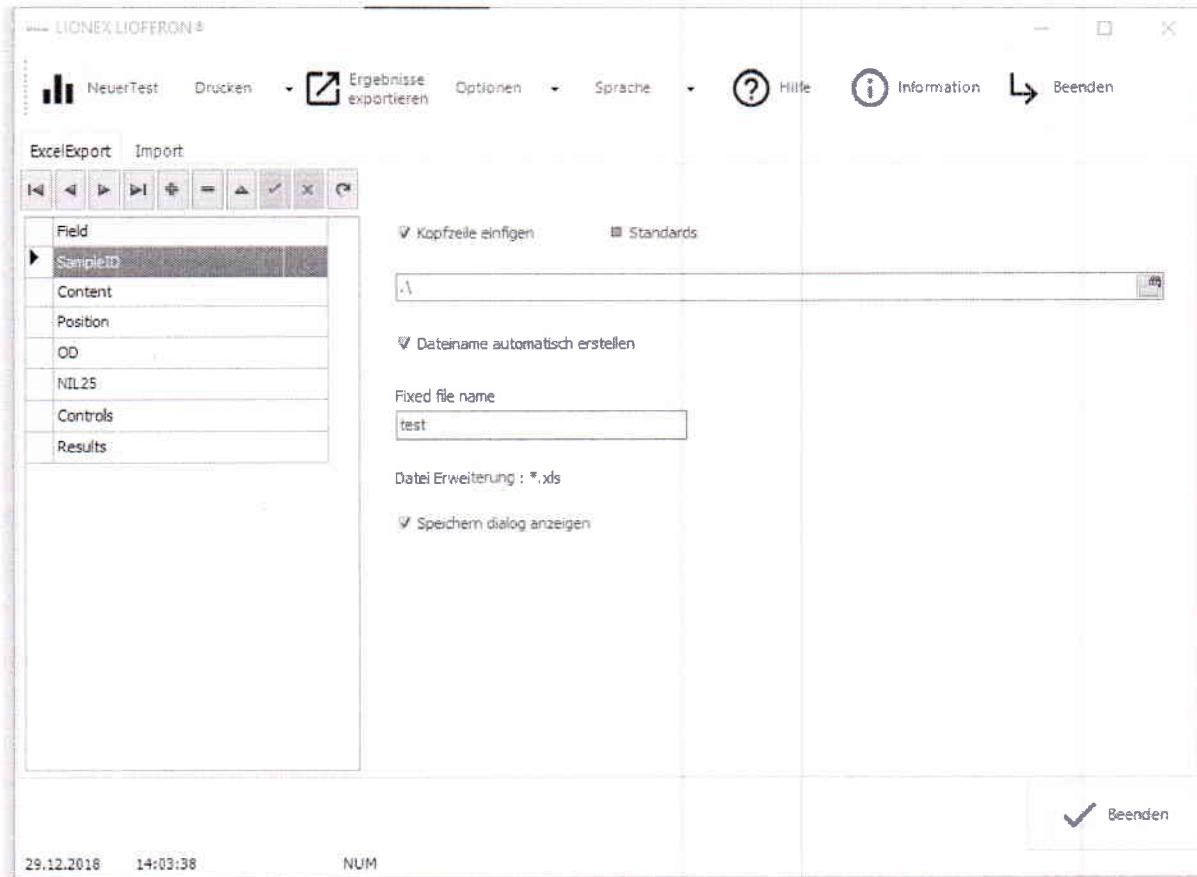 LIONEX LIOFERON®
NeuerTest Drucken Ergebnisse exportieren Optionen Sprache Hilfe Information Beenden
ExcelExport Import
Field
SampleID
Content
Position
OD
NIL25
Controls
Results
Kopfzeile einfigen Standards
.\
Dateiname automatisch erstellen
Fixed file name
test
Datei Erweiterung : *.xls
Speichern dialog anzeigen
Beenden
29.12.2018 14:03:38 NUM